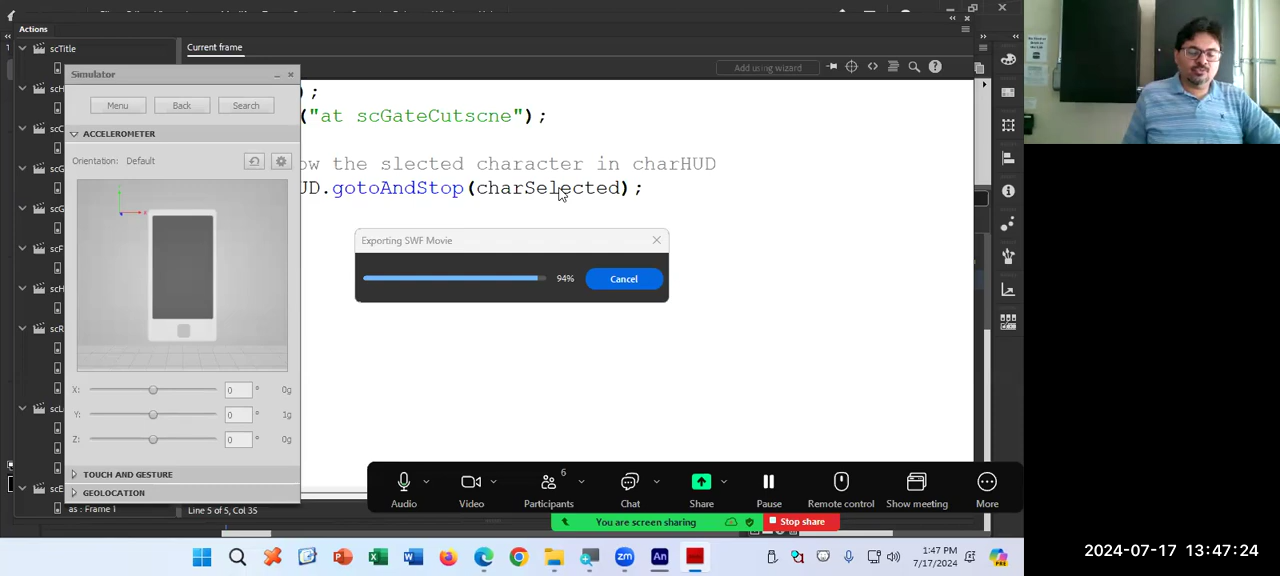 Actions
scTitle
Current frame
Simulator
Add using wizard
Menu
Back
Search
);
("at scGateCutscne");
ACCELEROMETER
Orientation: Default
ow the slected character in charHUD
UD.gotoAndStop(charSelected);
Exporting SWF Movie
94%
Cancel
X:
0
°
0g
Y:
0
°
1g
Z:
0
°
0g
TOUCH AND GESTURE
GEOLOCATION
as : Frame 1
Line 5 of 5, Col 35
6
Audio
Video
Participants
Chat
Share
Pause
Remote control
Show meeting
More
You are screen sharing
Stop share
1:47 PM
7/17/2024
2024-07-17 13:47:24